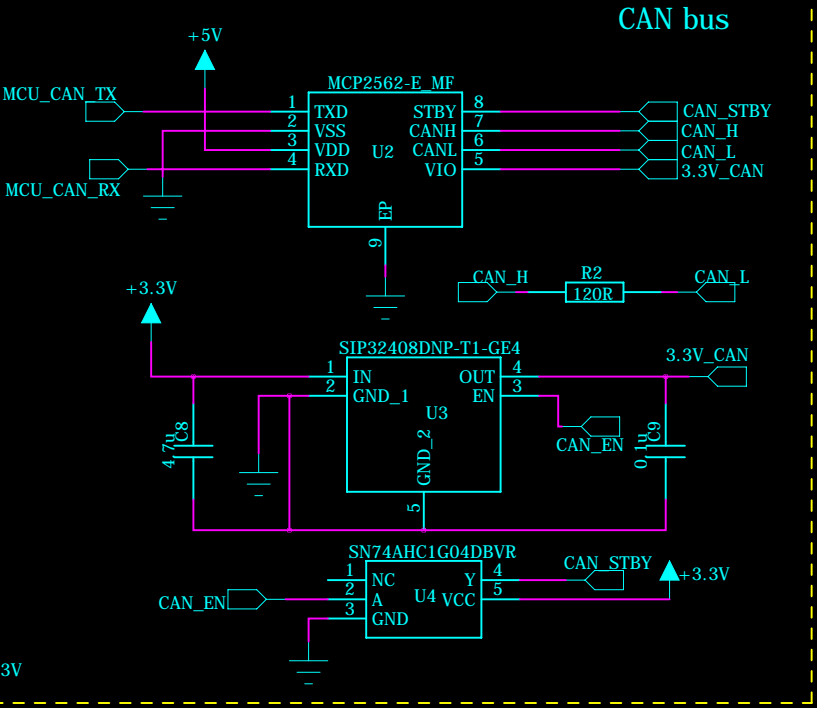 CAN bus
+5V
MCP2562-E_MF
MCU_CAN_TX
1 TXD
2 VSS
3 VDD
4 RXD
MCU_CAN_RX
U2
STBY 8
CANH 7
CANL 6
VIO 5
CAN_STBY
CAN_H
CAN_L
3.3V_CAN
EP
9
CAN_H
R2
120R
CAN_L
+3.3V
SIP32408DNP-T1-GE4
1 IN
2 GND_1
U3
OUT 4
EN 3
3.3V_CAN
CAN_EN
GND_2
5
4.7u
C8
0.1u
C9
SN74AHC1G04DBVR
1 NC
2 A
3 GND
U4
Y 4
VCC 5
CAN_EN
CAN_STBY
+3.3V
3V